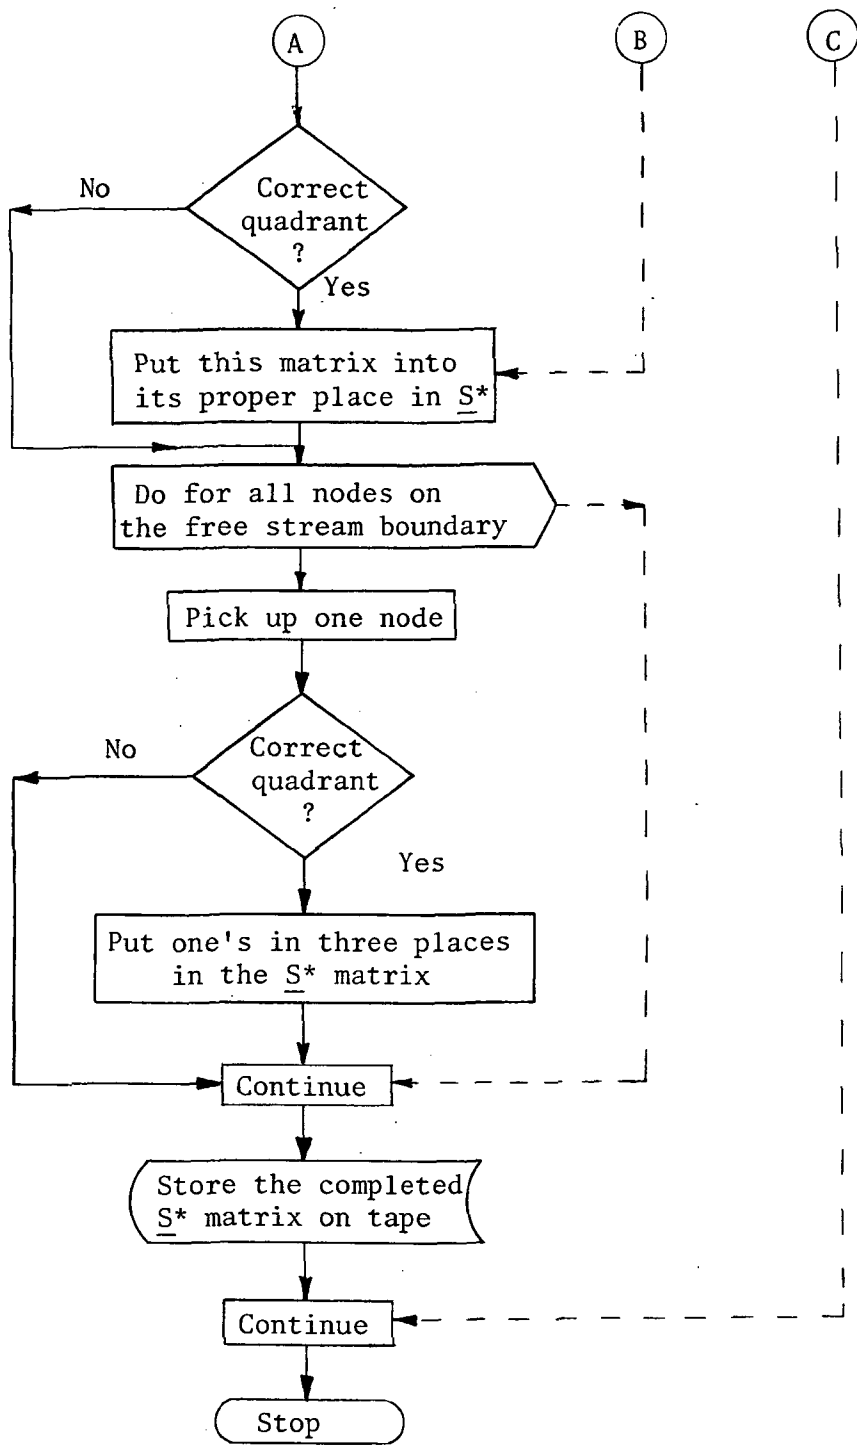 A
B
C
No
Correct
quadrant
?
Yes
Put this matrix into
its proper place in S*
Do for all nodes on
the free stream boundary
Pick up one node
No
Correct
quadrant
?
Yes
Put one's in three places
in the S* matrix
Continue
Store the completed
S* matrix on tape
Continue
Stop